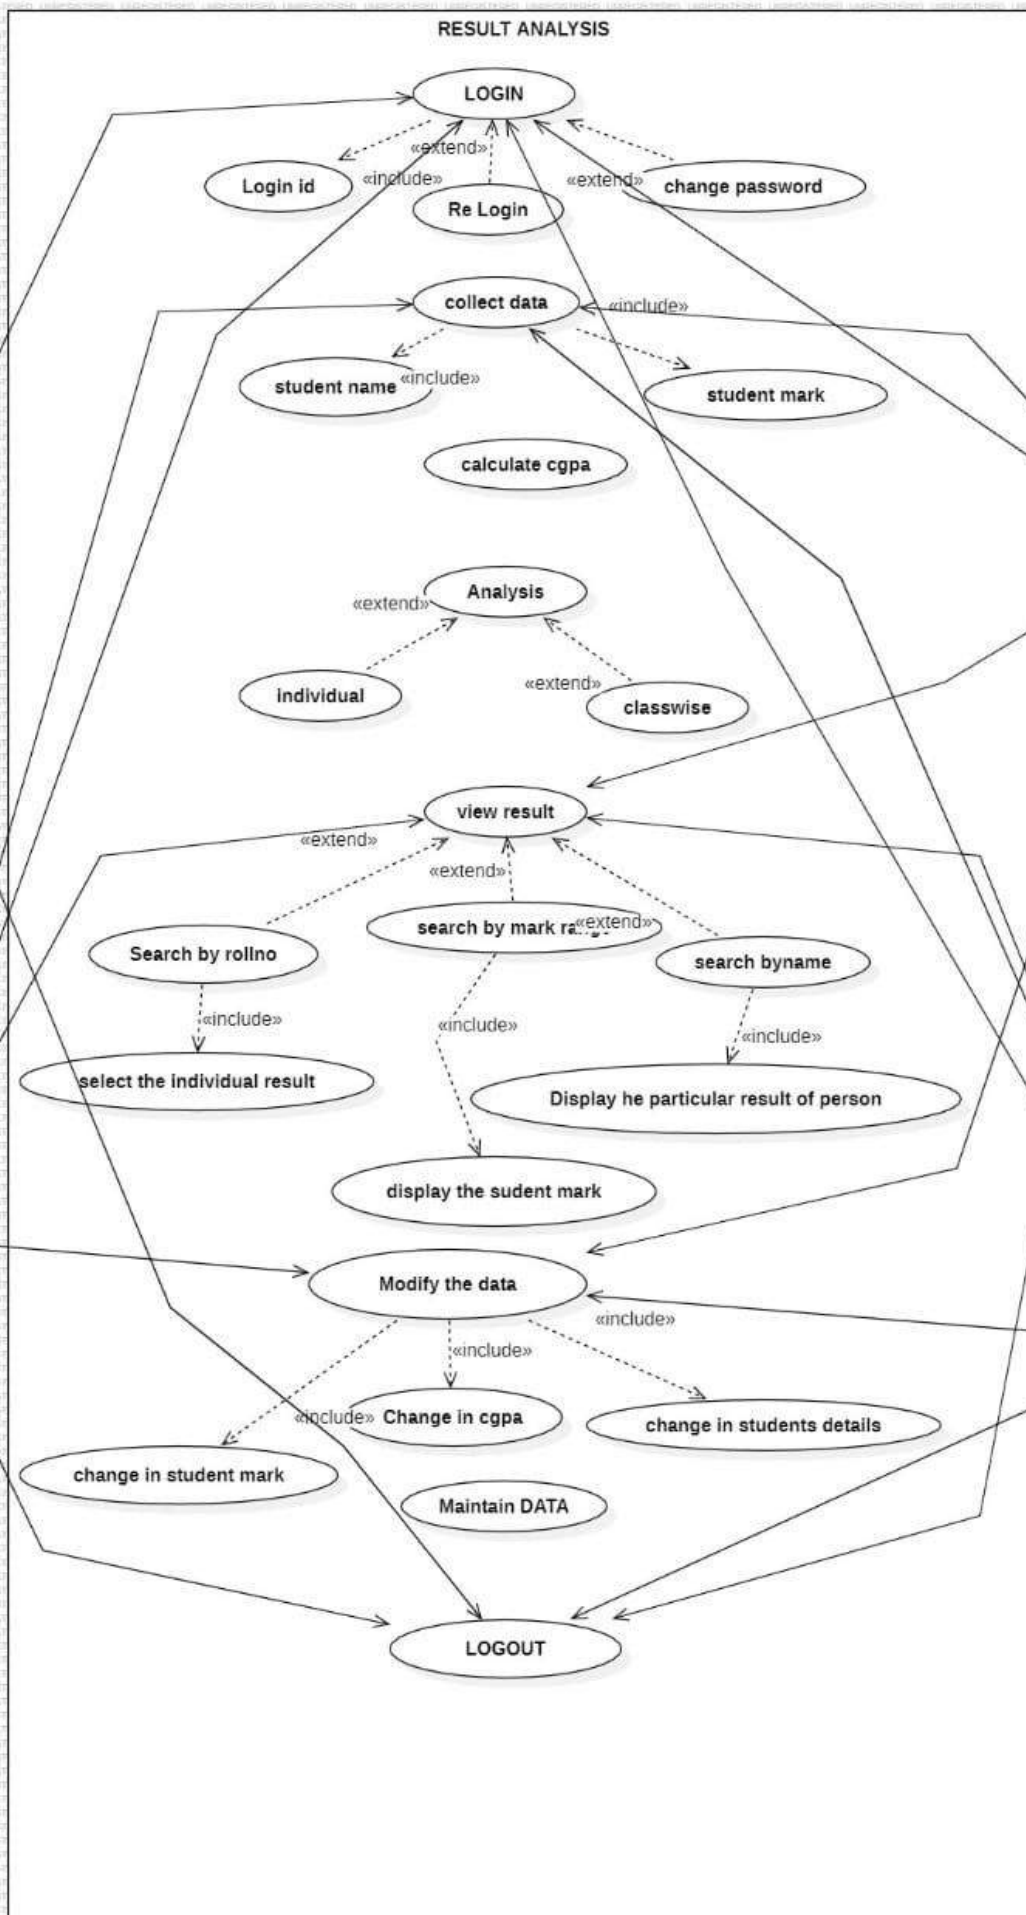 RESULT ANALYSIS
LOGIN
«extend»
Login id
«include»
«extend»
change password
Re Login
collect data
«include»
student name
«include»
student mark
calculate cgpa
Analysis
«extend»
individual
«extend»
classwise
view result
«extend»
«extend»
search by mark
«extend»
Search by rollno
search byname
«include»
«include»
«include»
select the individual result
Display he particular result of person
display the sudent mark
Modify the data
«include»
«include»
«include»
Change in cgpa
change in students details
change in student mark
Maintain DATA
LOGOUT